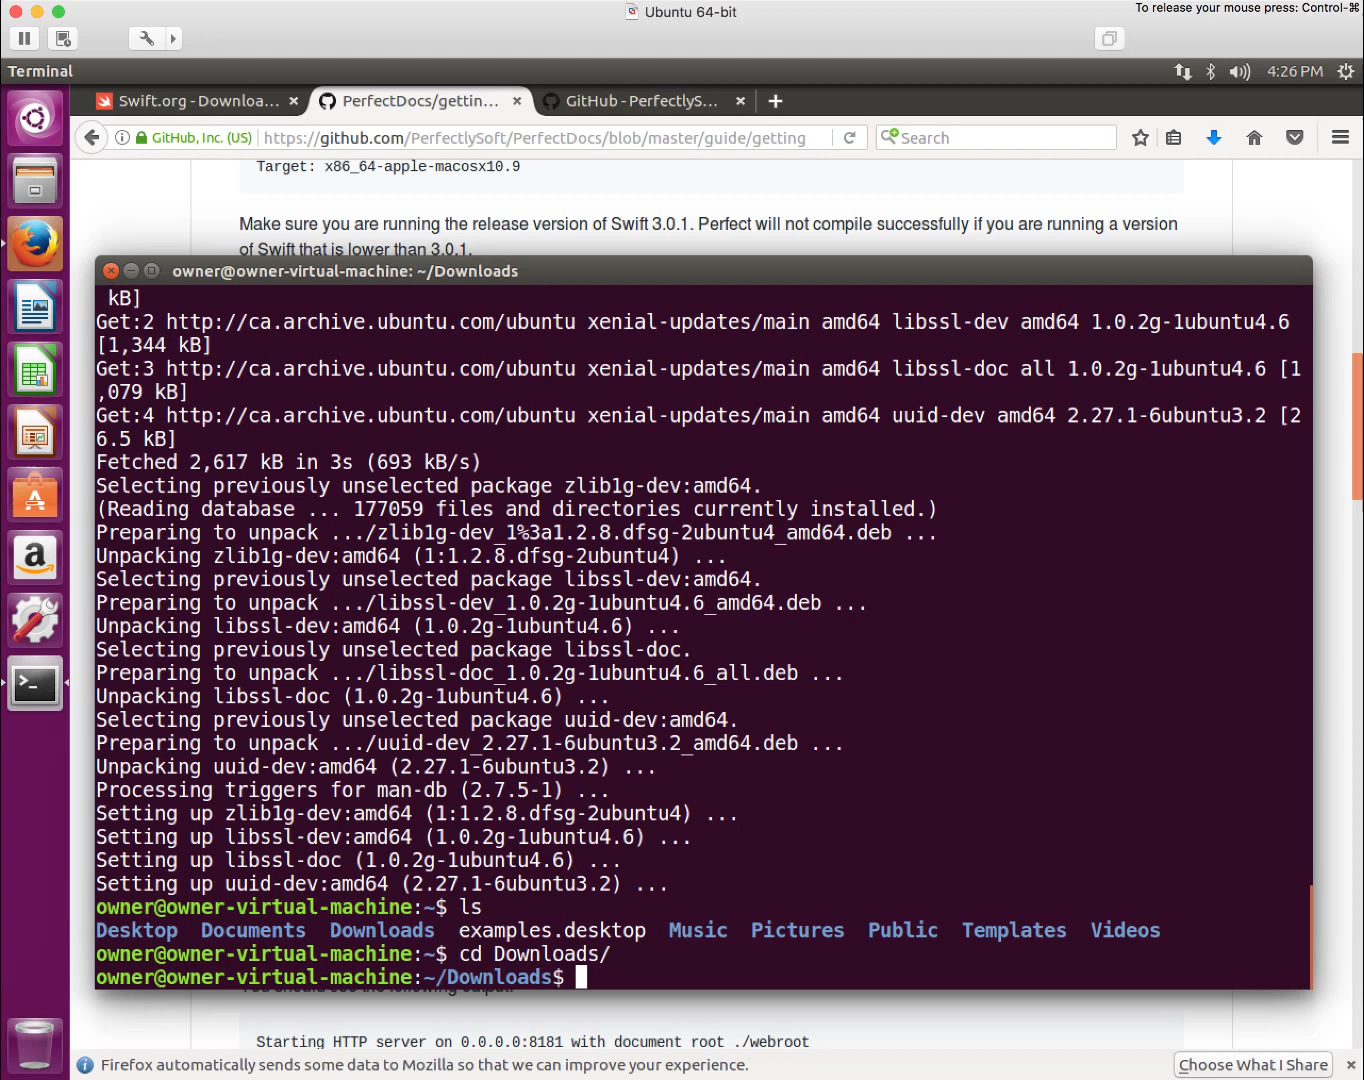 Ubuntu 64-bit
To release your mouse press: Control-⌘
Terminal
4:26 PM
Swift.org - Downloa... ×
PerfectDocs/gettin... ×
GitHub - PerfectlyS... ×
GitHub, Inc. (US)
https://github.com/PerfectlySoft/PerfectDocs/blob/master/guide/getting
Search
Target: x86_64-apple-macosx10.9
Make sure you are running the release version of Swift 3.0.1. Perfect will not compile successfully if you are running a version
of Swift that is lower than 3.0.1.
owner@owner-virtual-machine: ~/Downloads
kB]
Get:2 http://ca.archive.ubuntu.com/ubuntu xenial-updates/main amd64 libssl-dev amd64 1.0.2g-1ubuntu4.6
[1,344 kB]
Get:3 http://ca.archive.ubuntu.com/ubuntu xenial-updates/main amd64 libssl-doc all 1.0.2g-1ubuntu4.6 [1
,079 kB]
Get:4 http://ca.archive.ubuntu.com/ubuntu xenial-updates/main amd64 uuid-dev amd64 2.27.1-6ubuntu3.2 [2
6.5 kB]
Fetched 2,617 kB in 3s (693 kB/s)
Selecting previously unselected package zlib1g-dev:amd64.
(Reading database ... 177059 files and directories currently installed.)
Preparing to unpack .../zlib1g-dev_1%3a1.2.8.dfsg-2ubuntu4_amd64.deb ...
Unpacking zlib1g-dev:amd64 (1:1.2.8.dfsg-2ubuntu4) ...
Selecting previously unselected package libssl-dev:amd64.
Preparing to unpack .../libssl-dev_1.0.2g-1ubuntu4.6_amd64.deb ...
Unpacking libssl-dev:amd64 (1.0.2g-1ubuntu4.6) ...
Selecting previously unselected package libssl-doc.
Preparing to unpack .../libssl-doc_1.0.2g-1ubuntu4.6_all.deb ...
Unpacking libssl-doc (1.0.2g-1ubuntu4.6) ...
Selecting previously unselected package uuid-dev:amd64.
Preparing to unpack .../uuid-dev_2.27.1-6ubuntu3.2_amd64.deb ...
Unpacking uuid-dev:amd64 (2.27.1-6ubuntu3.2) ...
Processing triggers for man-db (2.7.5-1) ...
Setting up zlib1g-dev:amd64 (1:1.2.8.dfsg-2ubuntu4) ...
Setting up libssl-dev:amd64 (1.0.2g-1ubuntu4.6) ...
Setting up libssl-doc (1.0.2g-1ubuntu4.6) ...
Setting up uuid-dev:amd64 (2.27.1-6ubuntu3.2) ...
owner@owner-virtual-machine:~$ ls
Desktop Documents Downloads examples.desktop Music Pictures Public Templates Videos
owner@owner-virtual-machine:~$ cd Downloads/
owner@owner-virtual-machine:~/Downloads$
Starting HTTP server on 0.0.0.0:8181 with document root ./webroot
Firefox automatically sends some data to Mozilla so that we can improve your experience.
Choose What I Share ×